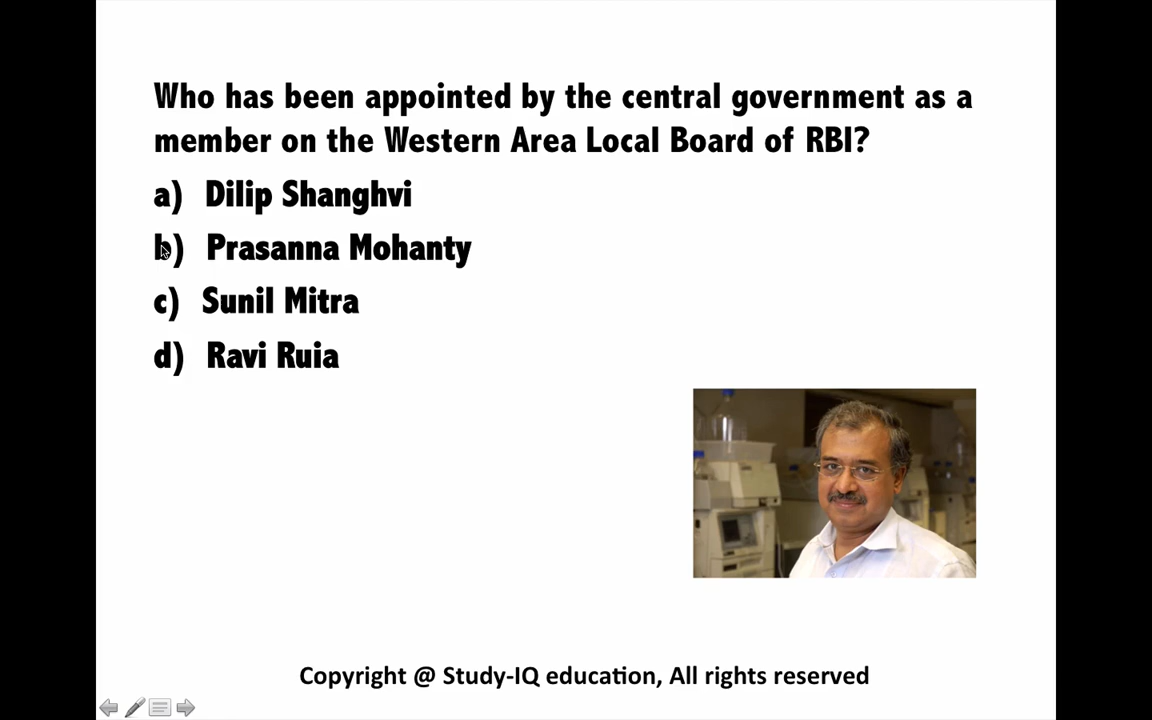 Who has been appointed by the central government as a
member on the Western Area Local Board of RBI?
a) Dilip Shanghvi
b) Prasanna Mohanty
c) Sunil Mitra
d) Ravi Ruia
Copyright @ Study-IQ education, All rights reserved